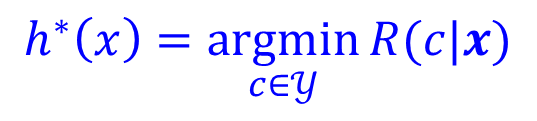 h*(x) = argmin R(c|x)
c∈𝒴